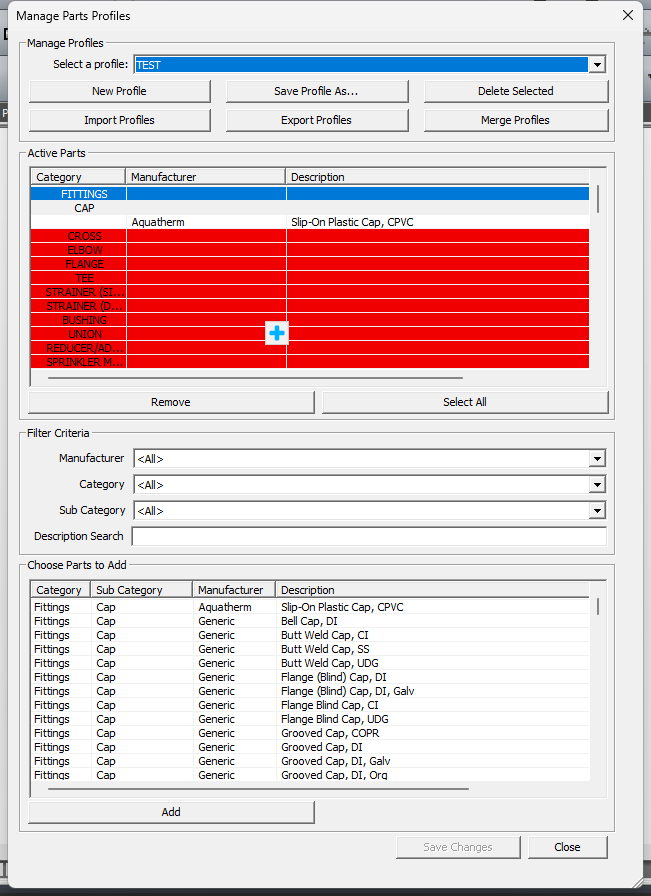 Manage Parts Profiles
Manage Profiles
Select a profile: TEST
New Profile Save Profile As... Delete Selected
Import Profiles Export Profiles Merge Profiles
Active Parts
Category Manufacturer Description
FITTINGS
CAP
Aquatherm Slip-On Plastic Cap, CPVC
CROSS
ELBOW
FLANGE
TEE
STRAINER (SI...
STRAINER (D...
BUSHING
UNION
REDUCER/AD...
SPRINKLER M...
Remove Select All
Filter Criteria
Manufacturer <All>
Category <All>
Sub Category <All>
Description Search
Choose Parts to Add
Category Sub Category Manufacturer Description
Fittings Cap Aquatherm Slip-On Plastic Cap, CPVC
Fittings Cap Generic Bell Cap, DI
Fittings Cap Generic Butt Weld Cap, CI
Fittings Cap Generic Butt Weld Cap, SS
Fittings Cap Generic Butt Weld Cap, UDG
Fittings Cap Generic Flange (Blind) Cap, DI
Fittings Cap Generic Flange (Blind) Cap, DI, Galv
Fittings Cap Generic Flange Blind Cap, CI
Fittings Cap Generic Flange Blind Cap, UDG
Fittings Cap Generic Grooved Cap, COPR
Fittings Cap Generic Grooved Cap, DI
Fittings Cap Generic Grooved Cap, DI, Galv
Fittings Cap Generic Grooved Cap, DI, Org
Add
Save Changes Close